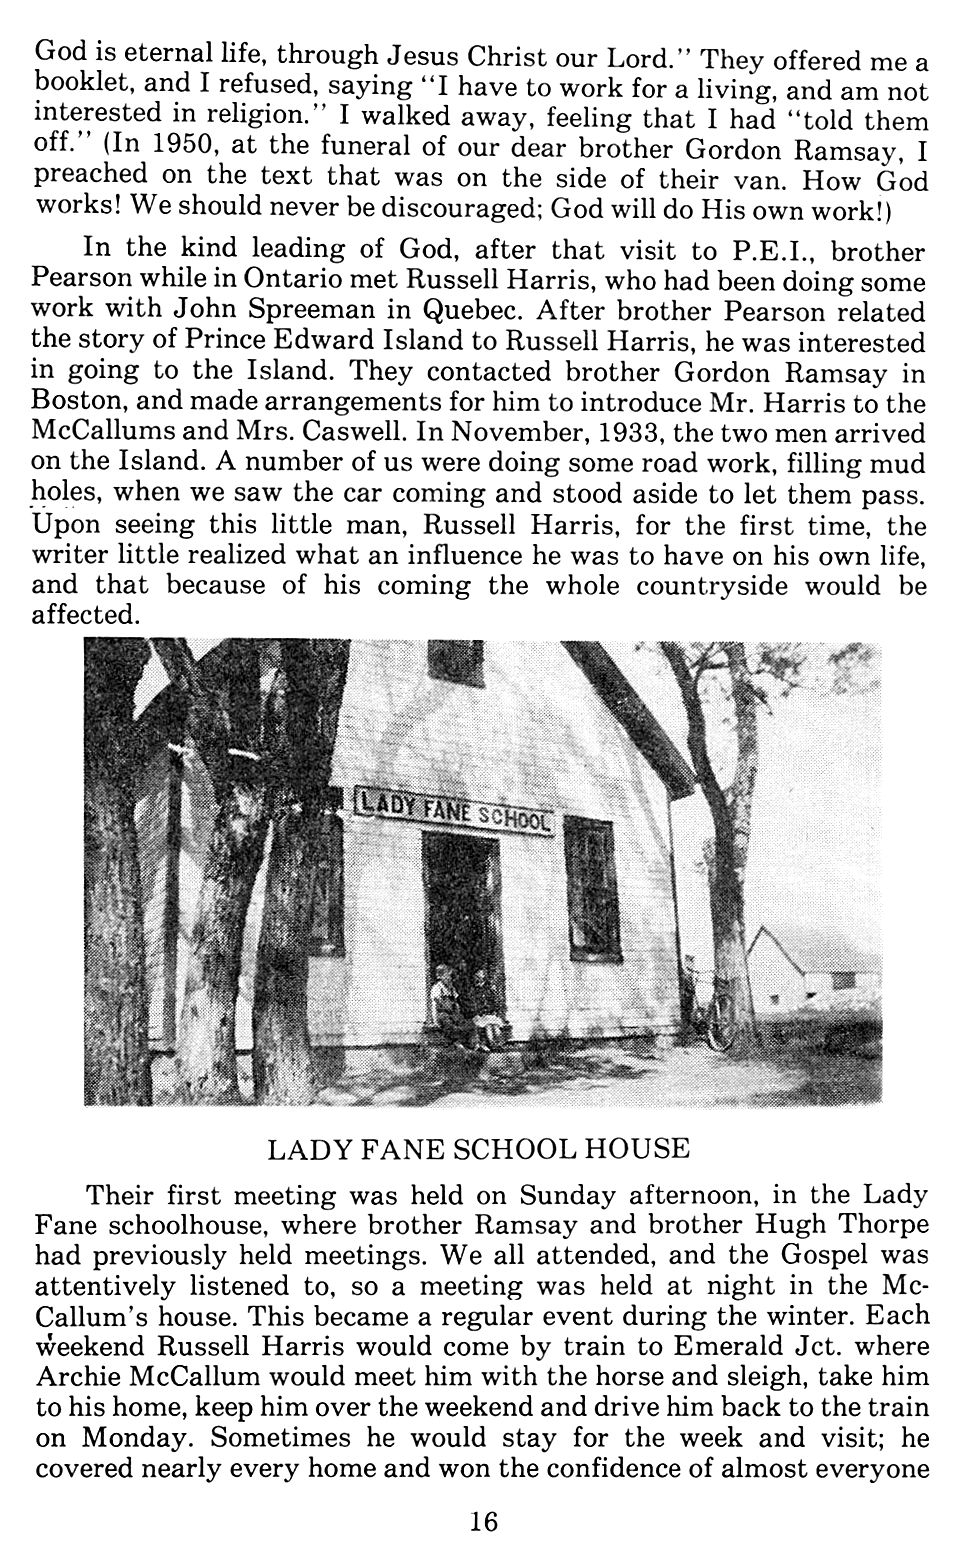 God is eternal life, through Jesus Christ our Lord.” They offered me a
booklet, and I refused, saying “I have to work for a living, and am not
interested in religion.” I walked away, feeling that I had “told them
off.” (In 1950, at the funeral of our dear brother Gordon Ramsay, I
preached on the text that was on the side of their van. How God
works! We should never be discouraged; God will do His own work!)
In the kind leading of God, after that visit to P.E.I., brother
Pearson while in Ontario met Russell Harris, who had been doing some
work with John Spreeman in Quebec. After brother Pearson related
the story of Prince Edward Island to Russell Harris, he was interested
in going to the Island. They contacted brother Gordon Ramsay in
Boston, and made arrangements for him to introduce Mr. Harris to the
McCallums and Mrs. Caswell. In November, 1933, the two men arrived
on the Island. A number of us were doing some road work, filling mud
holes, when we saw the car coming and stood aside to let them pass.
Upon seeing this little man, Russell Harris, for the first time, the
writer little realized what an influence he was to have on his own life,
and that because of his coming the whole countryside would be
affected.
LADY FANE SCHOOL
LADY FANE SCHOOL HOUSE
Their first meeting was held on Sunday afternoon, in the Lady
Fane schoolhouse, where brother Ramsay and brother Hugh Thorpe
had previously held meetings. We all attended, and the Gospel was
attentively listened to, so a meeting was held at night in the Mc-
Callum's house. This became a regular event during the winter. Each
weekend Russell Harris would come by train to Emerald Jct. where
Archie McCallum would meet him with the horse and sleigh, take him
to his home, keep him over the weekend and drive him back to the train
on Monday. Sometimes he would stay for the week and visit; he
covered nearly every home and won the confidence of almost everyone
16